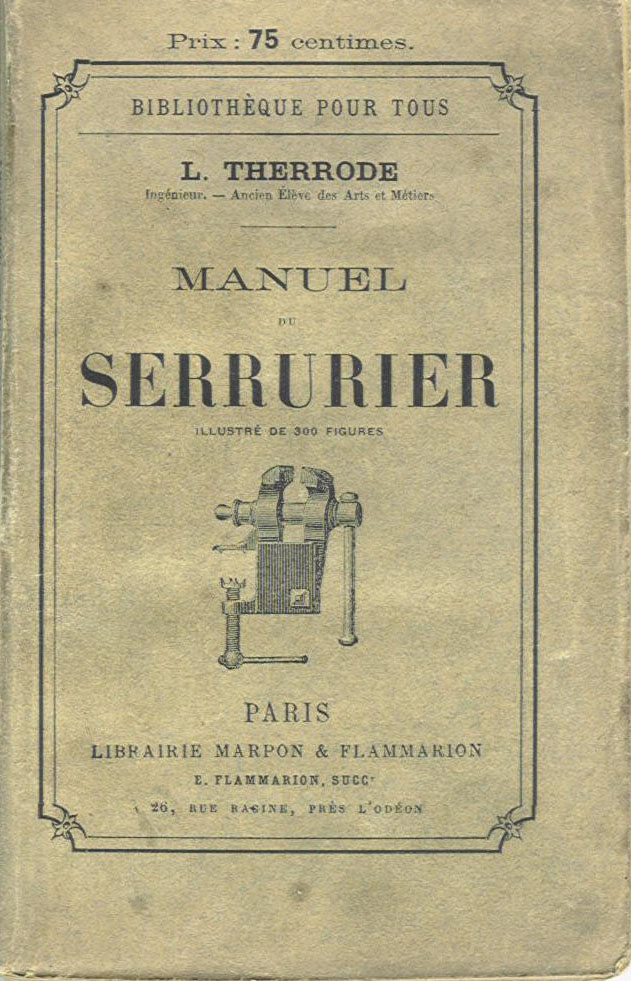 Prix : 75 centimes.
BIBLIOTHÈQUE POUR TOUS
L. THERRODE
Ingénieur. — Ancien Élève des Arts et Métiers
MANUEL
DU
SERRURIER
ILLUSTRÉ DE 300 FIGURES
PARIS
LIBRAIRIE MARPON & FLAMMARION
E. FLAMMARION, SUCCr
26, RUE RACINE, PRÈS L'ODÉON